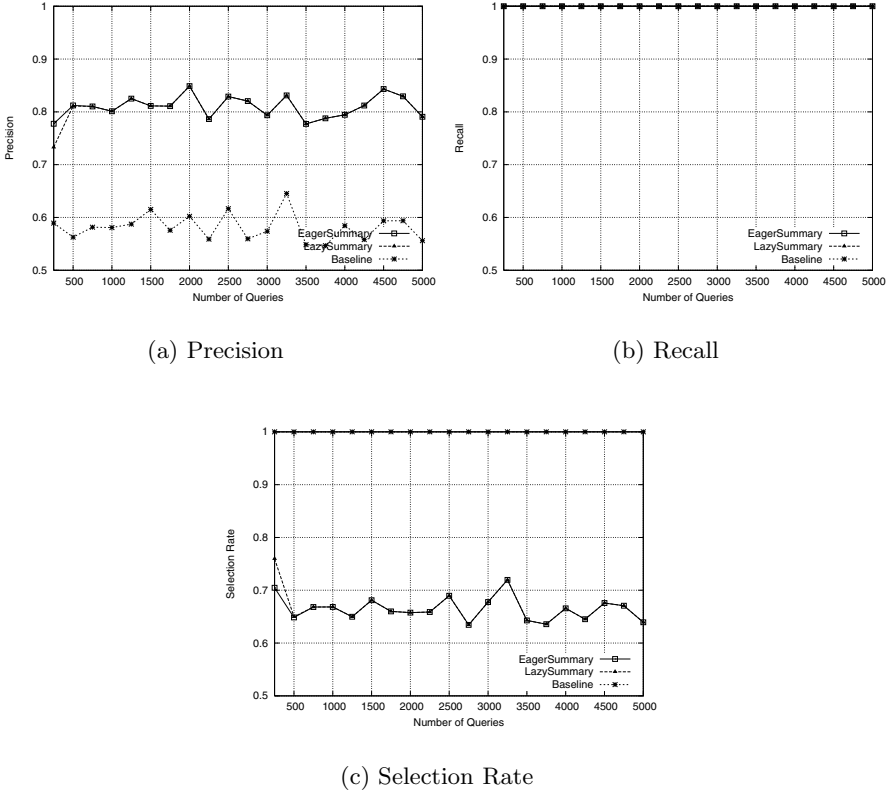 1
0.9
0.8
0.7
0.6
0.5
Precision
500 1000 1500 2000 2500 3000 3500 4000 4500 5000
Number of Queries
EagerSummary
LazySummary
Baseline
(a) Precision
1
0.9
0.8
0.7
0.6
0.5
Recall
500 1000 1500 2000 2500 3000 3500 4000 4500 5000
Number of Queries
EagerSummary
LazySummary
Baseline
(b) Recall
1
0.9
0.8
0.7
0.6
0.5
Selection Rate
500 1000 1500 2000 2500 3000 3500 4000 4500 5000
Number of Queries
EagerSummary
LazySummary
Baseline
(c) Selection Rate